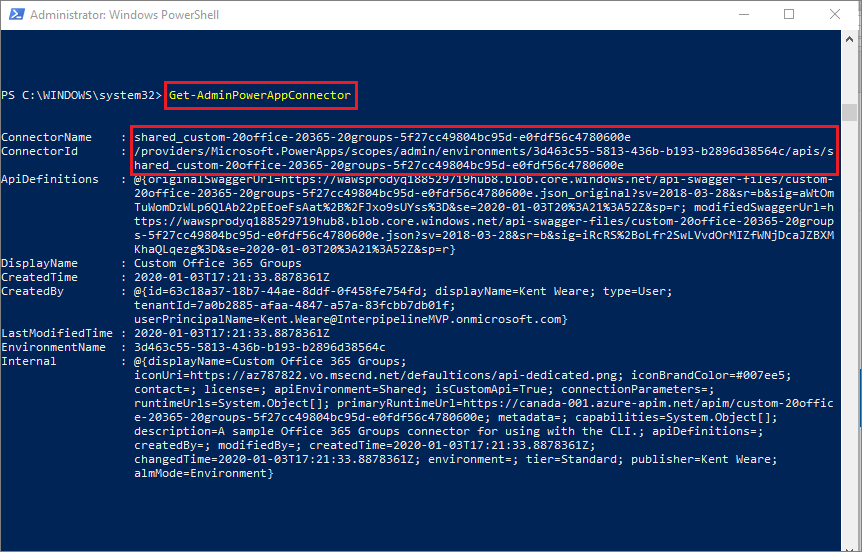 Administrator: Windows PowerShell
PS C:\WINDOWS\system32> Get-AdminPowerAppConnector
ConnectorName    : shared_custom-20office-20365-20groups-5f27cc49804bc95d-e0fdf56c4780600e
ConnectorId      : /providers/Microsoft.PowerApps/scopes/admin/environments/3d463c55-5813-436b-b193-b2896d38564c/apis/s
hared_custom-20office-20365-20groups-5f27cc49804bc95d-e0fdf56c4780600e
ApiDefinitions   : @{originalSwaggerUrl=https://wawsprodyq188529719hub8.blob.core.windows.net/api-swagger-files/custom-
20office-20365-20groups-5f27cc49804bc95d-e0fdf56c4780600e.json_original?sv=2018-03-28&sr=b&sig=aWtOm
TuWomDzWLp6QlAb22pEEoeFsAat%2B%2FJxo9sUYss%3D&se=2020-01-03T20%3A21%3A52Z&sp=r; modifiedSwaggerUrl=h
ttps://wawsprodyq188529719hub8.blob.core.windows.net/api-swagger-files/custom-20office-20365-20group
s-5f27cc49804bc95d-e0fdf56c4780600e.json?sv=2018-03-28&sr=b&sig=iRcRS%2BoLfr2SwLVvdOrMIZfWNjDcaJZBXM
KhaQLqezg%3D&se=2020-01-03T20%3A21%3A52Z&sp=r}
DisplayName      : Custom Office 365 Groups
CreatedTime      : 2020-01-03T17:21:33.8878361Z
CreatedBy        : @{id=63c18a37-18b7-44ae-8ddf-0f458fe754fd; displayName=Kent Weare; type=User;
tenantId=7a0b2885-afaa-4847-a57a-83fcbb7db01f;
userPrincipalName=Kent.Weare@InterpipelineMVP.onmicrosoft.com}
LastModifiedTime : 2020-01-03T17:21:33.8878361Z
EnvironmentName  : 3d463c55-5813-436b-b193-b2896d38564c
Internal         : @{displayName=Custom Office 365 Groups;
iconUri=https://az787822.vo.msecnd.net/defaulticons/api-dedicated.png; iconBrandColor=#007ee5;
contact=; license=; apiEnvironment=Shared; isCustomApi=True; connectionParameters=;
runtimeUrls=System.Object[]; primaryRuntimeUrl=https://canada-001.azure-apim.net/apim/custom-20offic
e-20365-20groups-5f27cc49804bc95d-e0fdf56c4780600e; metadata=; capabilities=System.Object[];
description=A sample Office 365 Groups connector for using with the CLI.; apiDefinitions=;
createdBy=; modifiedBy=; createdTime=2020-01-03T17:21:33.8878361Z;
changedTime=2020-01-03T17:21:33.8878361Z; environment=; tier=Standard; publisher=Kent Weare;
almMode=Environment}